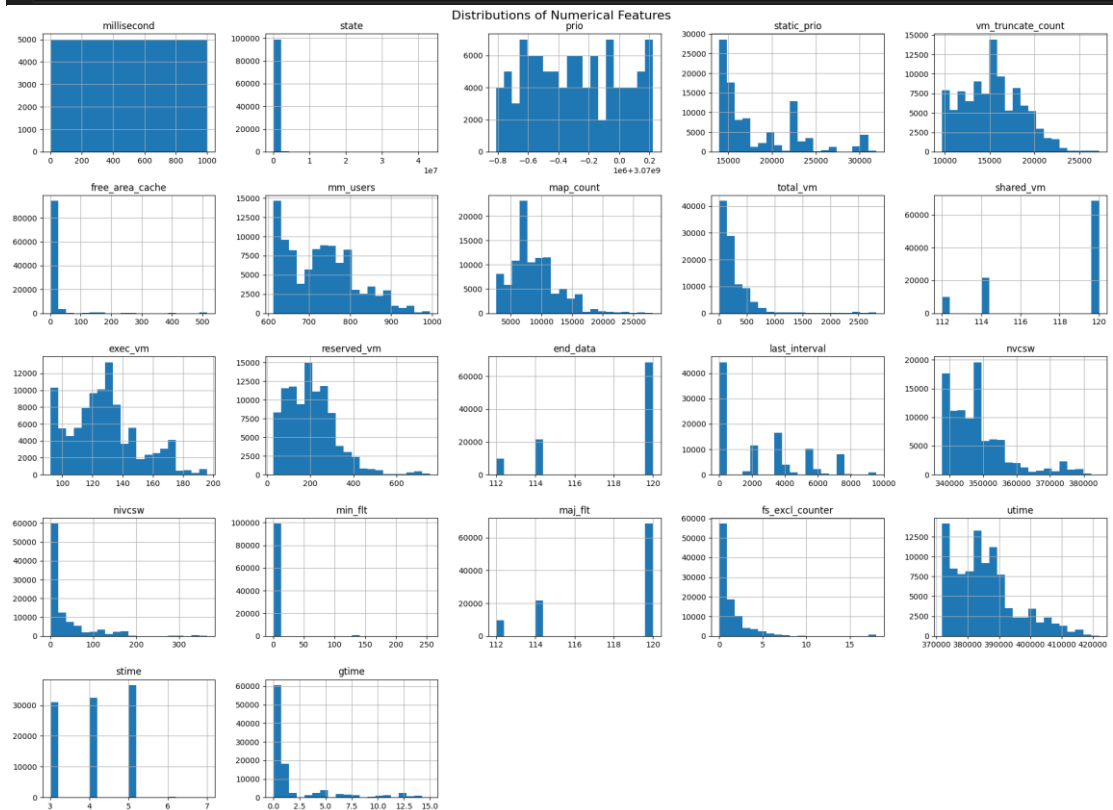 Distributions of Numerical Features
millisecond
5000
4000
3000
2000
1000
0
0 200 400 600 800 1000
state
100000
80000
60000
40000
20000
0
0 1 2 3 4
1e7
prio
7000
6000
4000
2000
0
−0.8 −0.6 −0.4 −0.2 0.0 0.2
1e6+3.07e9
static_prio
30000
25000
20000
15000
10000
5000
0
15000 20000 25000 30000
vm_truncate_count
15000
12500
10000
7500
5000
2500
0
10000 15000 20000 25000
free_area_cache
80000
60000
40000
20000
0
0 100 200 300 400 500
mm_users
15000
12500
10000
7500
5000
2500
0
600 700 800 900 1000
map_count
20000
15000
10000
5000
0
5000 10000 15000 20000 25000
total_vm
40000
30000
20000
10000
0
0 500 1000 1500 2000 2500
shared_vm
60000
40000
20000
0
112 114 116 118 120
exec_vm
12000
10000
8000
6000
4000
2000
0
100 120 140 160 180 200
reserved_vm
15000
12500
10000
7500
5000
2500
0
0 200 400 600
end_data
60000
40000
20000
0
112 114 116 118 120
last_interval
40000
30000
20000
10000
0
0 2000 4000 6000 8000 10000
nvcsw
20000
15000
10000
5000
0
340000 350000 360000 370000 380000
nivcsw
60000
50000
40000
30000
20000
10000
0
0 100 200 300
min_flt
100000
80000
60000
40000
20000
0
0 50 100 150 200 250
maj_flt
60000
40000
20000
0
112 114 116 118 120
fs_excl_counter
60000
50000
40000
30000
20000
10000
0
0 5 10 15
utime
12500
10000
7500
5000
2500
0
370000 380000 390000 400000 410000 420000
stime
30000
20000
10000
0
3 4 5 6 7
gtime
60000
50000
40000
30000
20000
10000
0
0.0 2.5 5.0 7.5 10.0 12.5 15.0